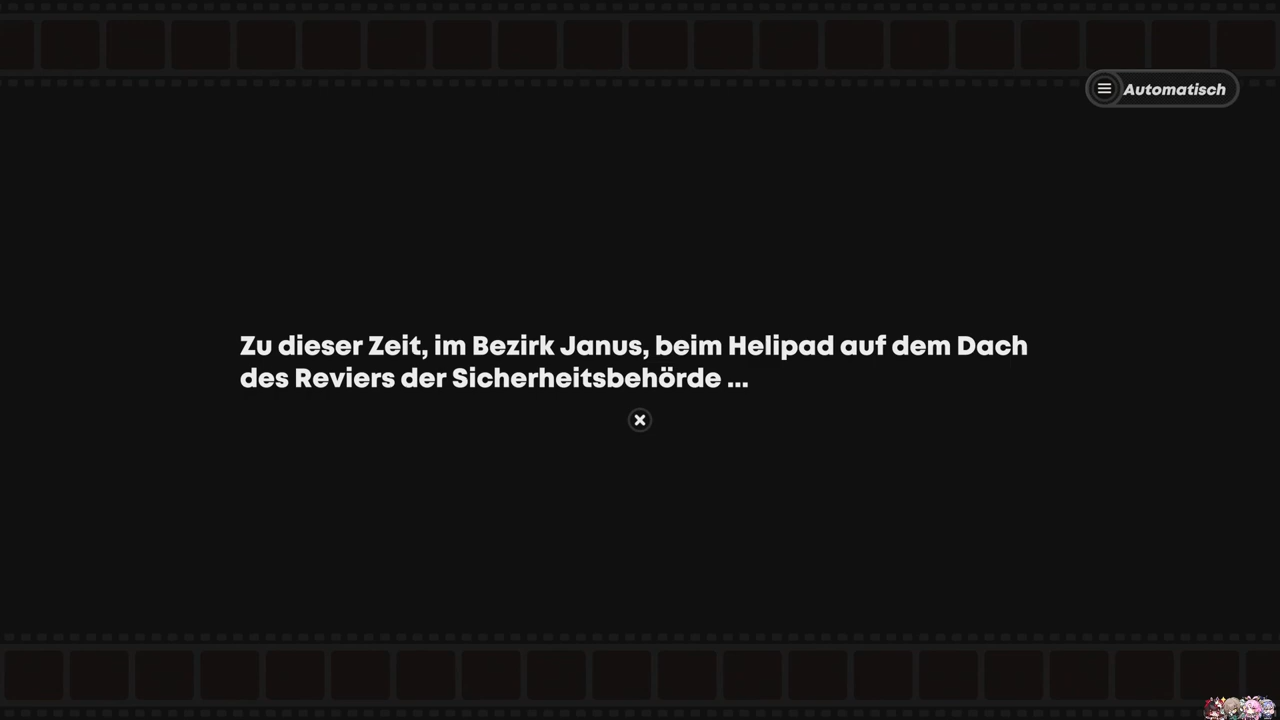 Automatisch
Zu dieser Zeit, im Bezirk Janus, beim Helipad auf dem Dach
des Reviers der Sicherheitsbehörde ...